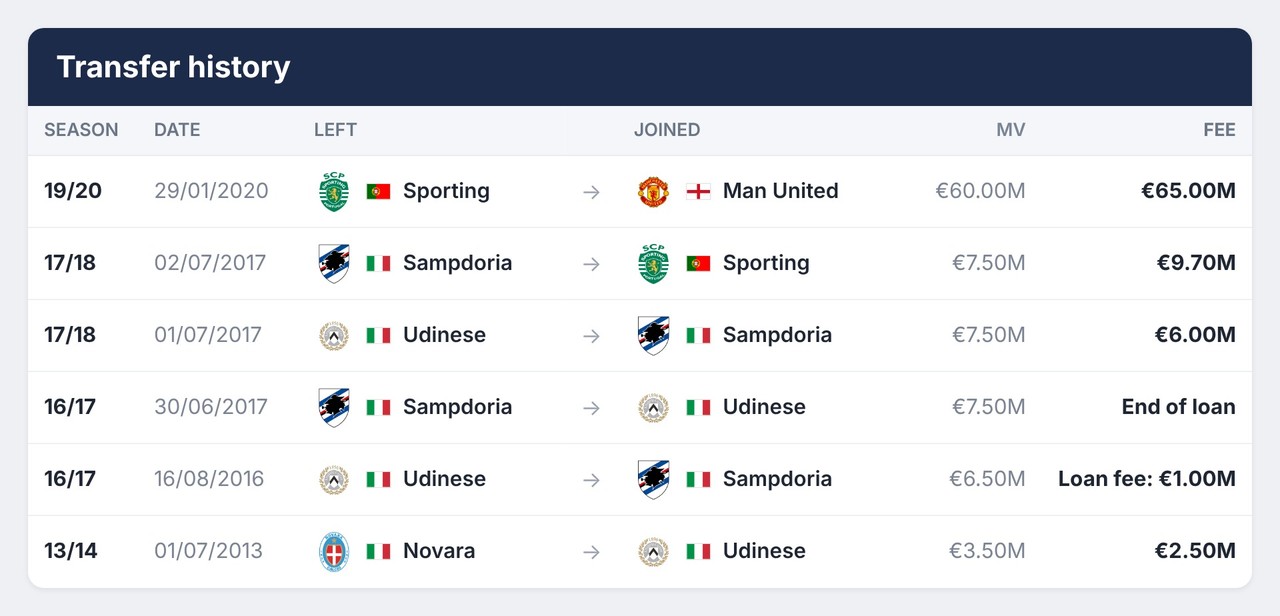 Transfer history
SEASON DATE LEFT JOINED MV FEE
19/20 29/01/2020 Sporting → Man United €60.00M €65.00M
17/18 02/07/2017 Sampdoria → Sporting €7.50M €9.70M
17/18 01/07/2017 Udinese → Sampdoria €7.50M €6.00M
16/17 30/06/2017 Sampdoria → Udinese €7.50M End of loan
16/17 16/08/2016 Udinese → Sampdoria €6.50M Loan fee: €1.00M
13/14 01/07/2013 Novara → Udinese €3.50M €2.50M